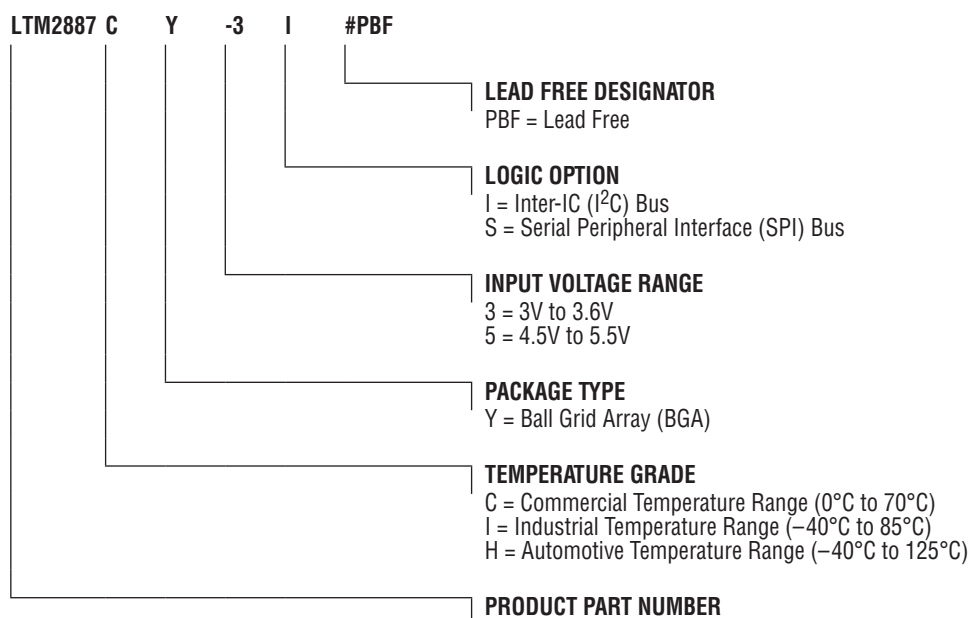 LTM2887 C Y -3 I #PBF
LEAD FREE DESIGNATOR
PBF = Lead Free
LOGIC OPTION
I = Inter-IC (I²C) Bus
S = Serial Peripheral Interface (SPI) Bus
INPUT VOLTAGE RANGE
3 = 3V to 3.6V
5 = 4.5V to 5.5V
PACKAGE TYPE
Y = Ball Grid Array (BGA)
TEMPERATURE GRADE
C = Commercial Temperature Range (0°C to 70°C)
I = Industrial Temperature Range (–40°C to 85°C)
H = Automotive Temperature Range (–40°C to 125°C)
PRODUCT PART NUMBER